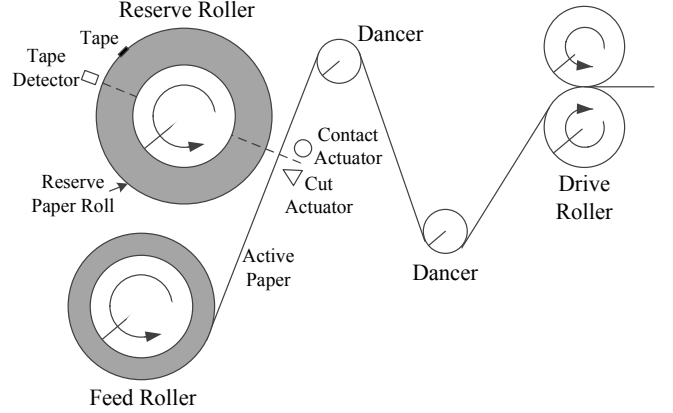 Reserve Roller
Tape
Tape
Detector
Dancer
Contact
Actuator
Cut
Actuator
Reserve
Paper Roll
Drive
Roller
Active
Paper
Dancer
Feed Roller